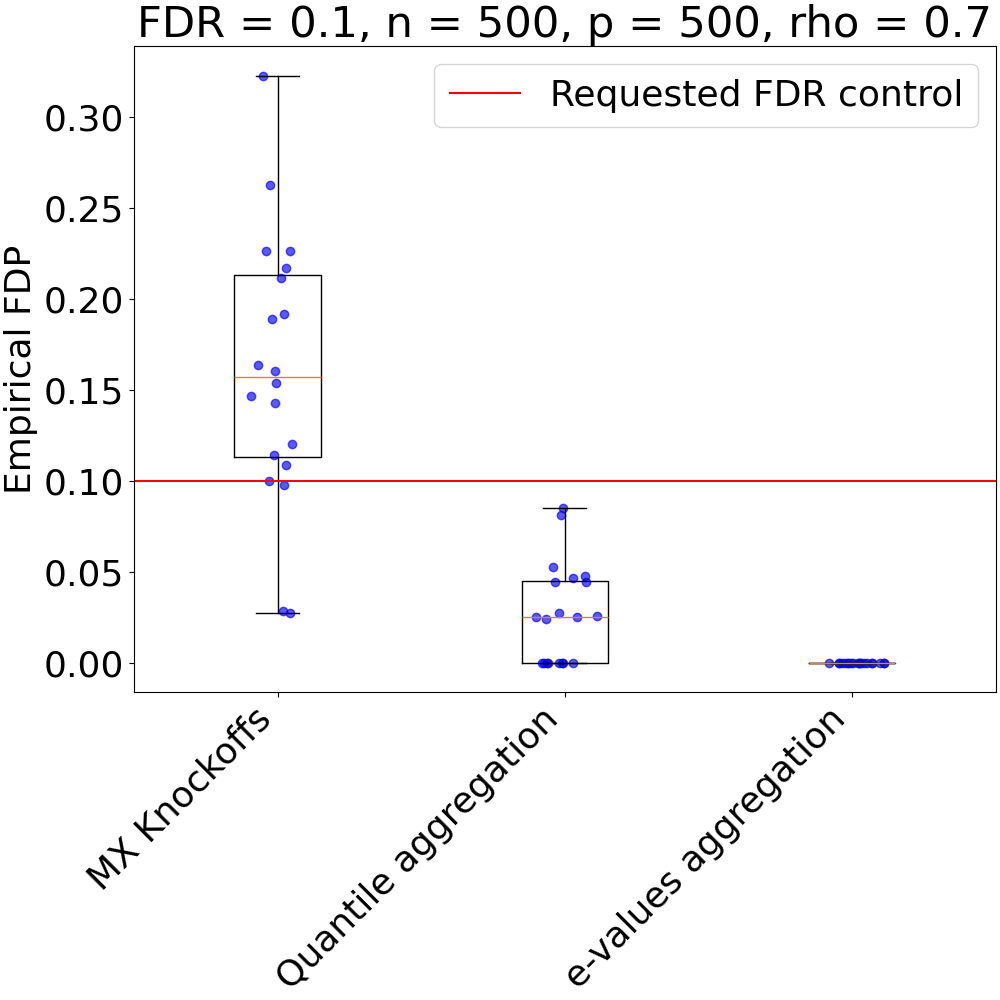 FDR = 0.1, n = 500, p = 500, rho = 0.7
Requested FDR control
Empirical FDP
0.30
0.25
0.20
0.15
0.10
0.05
0.00
MX Knockoffs
Quantile aggregation
e-values aggregation